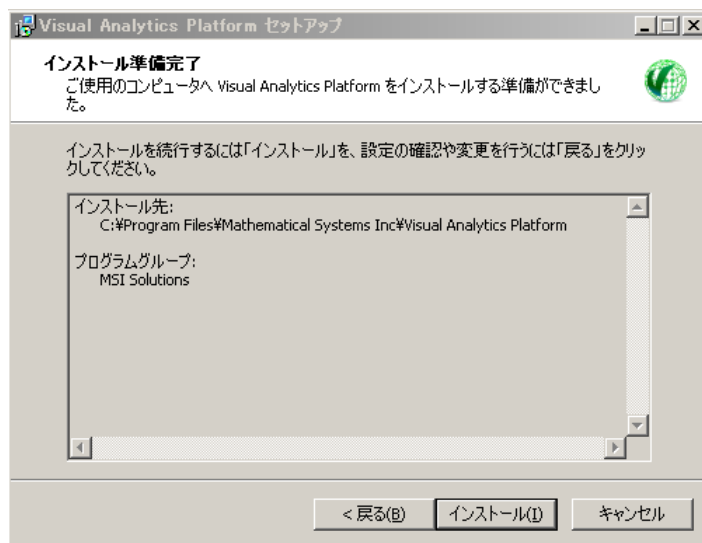 Visual Analytics Platform セットアップ
インストール準備完了
ご使用のコンピュータへ Visual Analytics Platform をインストールする準備ができまし
た。
インストールを続行するには「インストール」を、設定の確認や変更を行うには「戻る」をクリッ
クしてください。
インストール先:
C:¥Program Files¥Mathematical Systems Inc¥Visual Analytics Platform
プログラムグループ:
MSI Solutions
< 戻る(B) インストール(I) キャンセル